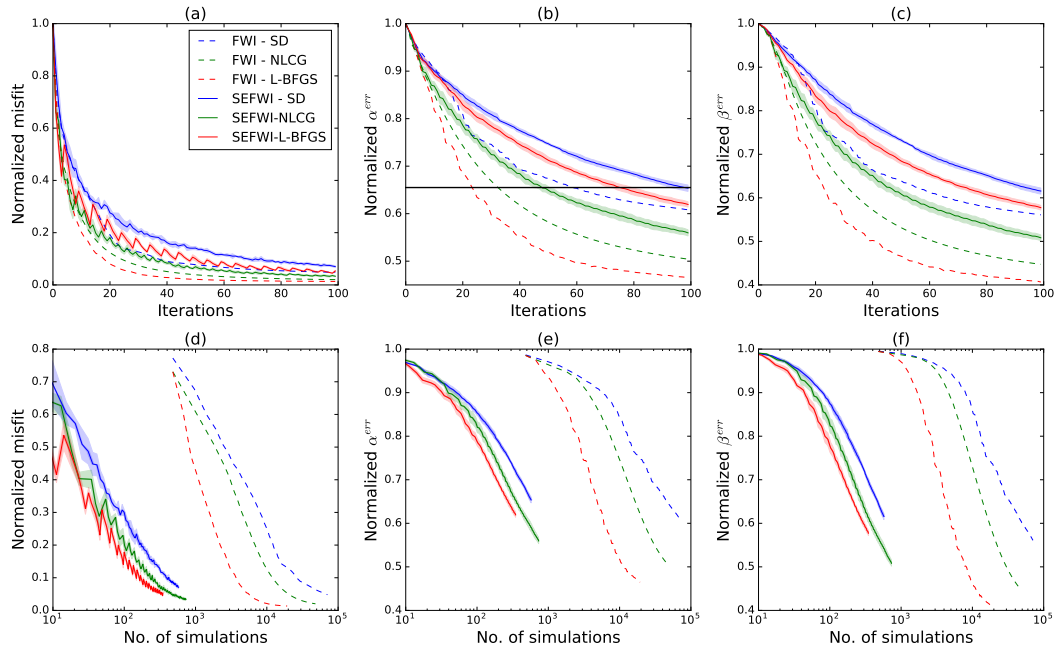 (a)
Normalized misfit
1.0
0.8
0.6
0.4
0.2
0.0
0 20 40 60 80 100
Iterations
FWI - SD
FWI - NLCG
FWI - L-BFGS
SEFWI - SD
SEFWI-NLCG
SEFWI-L-BFGS
(b)
Normalized α^err
1.0
0.9
0.8
0.7
0.6
0.5
0 20 40 60 80 100
Iterations
(c)
Normalized β^err
1.0
0.9
0.8
0.7
0.6
0.5
0.4
0 20 40 60 80 100
Iterations
(d)
Normalized misfit
0.8
0.7
0.6
0.5
0.4
0.3
0.2
0.1
0.0
10^1 10^2 10^3 10^4 10^5
No. of simulations
(e)
Normalized α^err
1.0
0.9
0.8
0.7
0.6
0.5
0.4
10^1 10^2 10^3 10^4 10^5
No. of simulations
(f)
Normalized β^err
1.0
0.9
0.8
0.7
0.6
0.5
0.4
10^1 10^2 10^3 10^4 10^5
No. of simulations